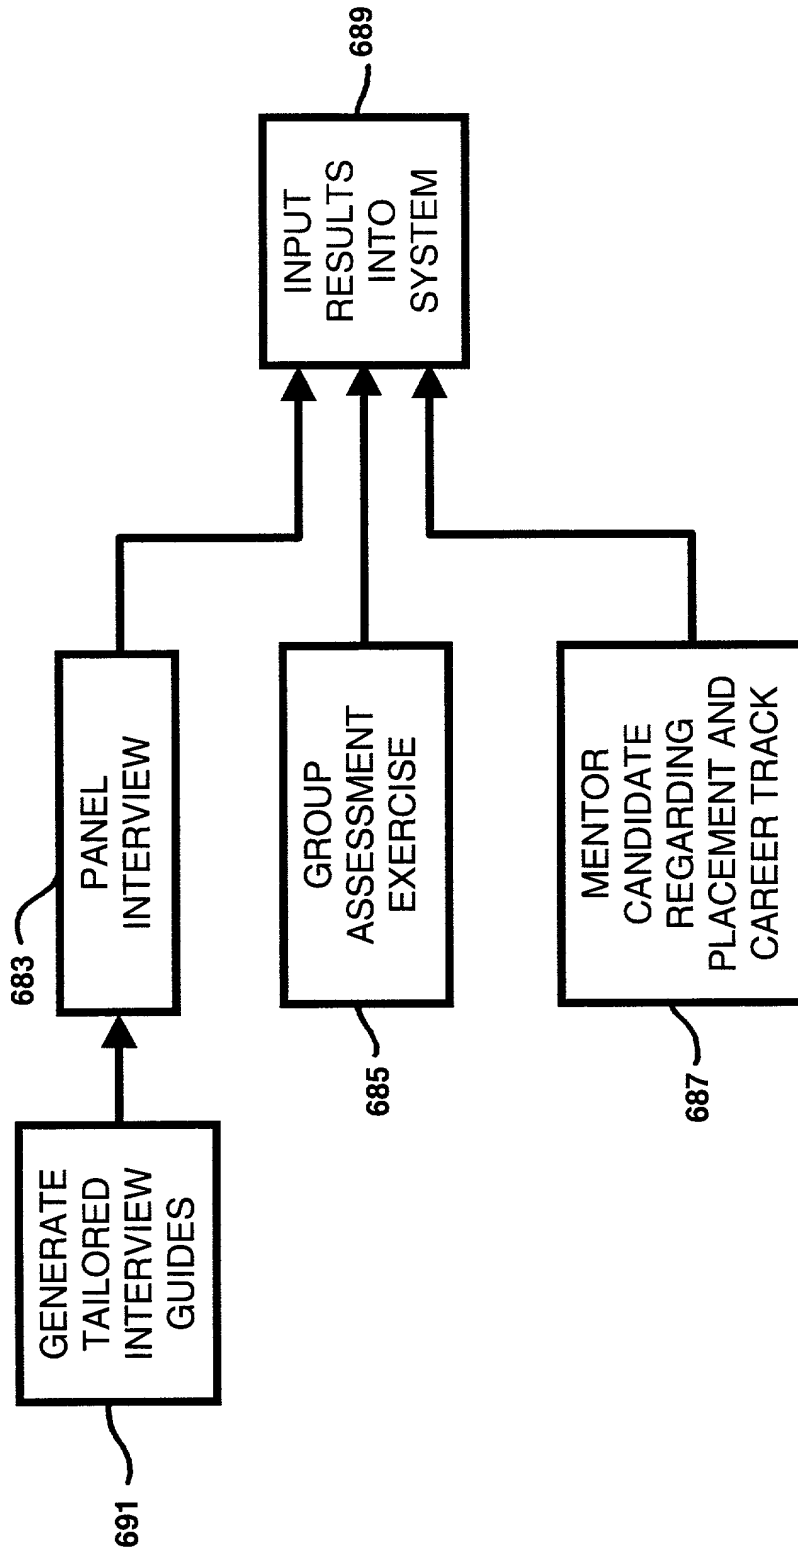 691
GENERATE
TAILORED
INTERVIEW
GUIDES
683
PANEL
INTERVIEW
685
GROUP
ASSESSMENT
EXERCISE
687
MENTOR
CANDIDATE
REGARDING
PLACEMENT AND
CAREER TRACK
689
INPUT
RESULTS
INTO
SYSTEM